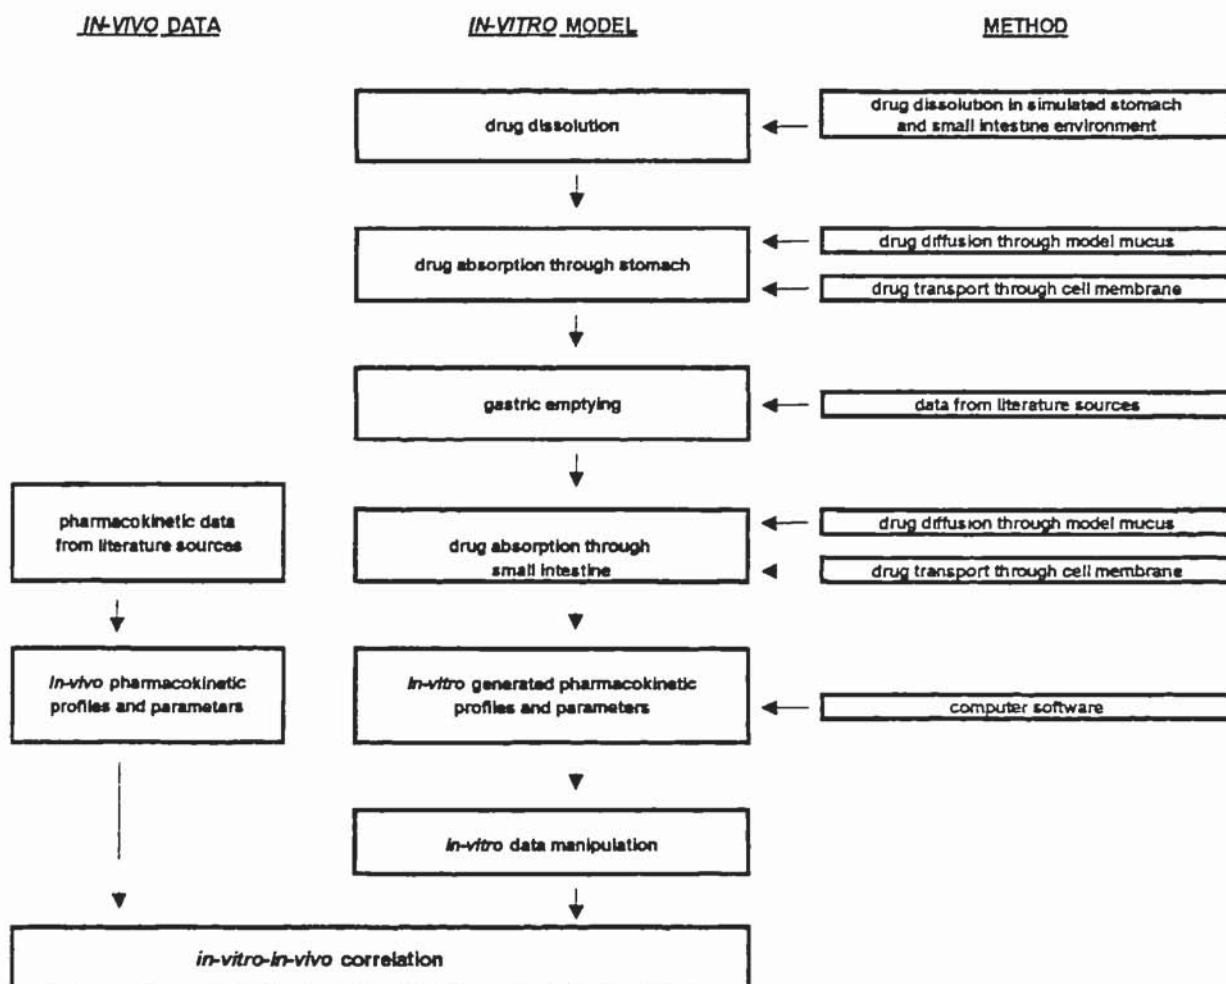 IN-VIVO DATA
IN-VITRO MODEL
METHOD
drug dissolution
drug dissolution in simulated stomach
and small intestine environment
drug absorption through stomach
drug diffusion through model mucus
drug transport through cell membrane
gastric emptying
data from literature sources
pharmacokinetic data
from literature sources
drug absorption through
small intestine
drug diffusion through model mucus
drug transport through cell membrane
In-vivo pharmacokinetic
profiles and parameters
In-vitro generated pharmacokinetic
profiles and parameters
computer software
In-vitro data manipulation
in-vitro-in-vivo correlation